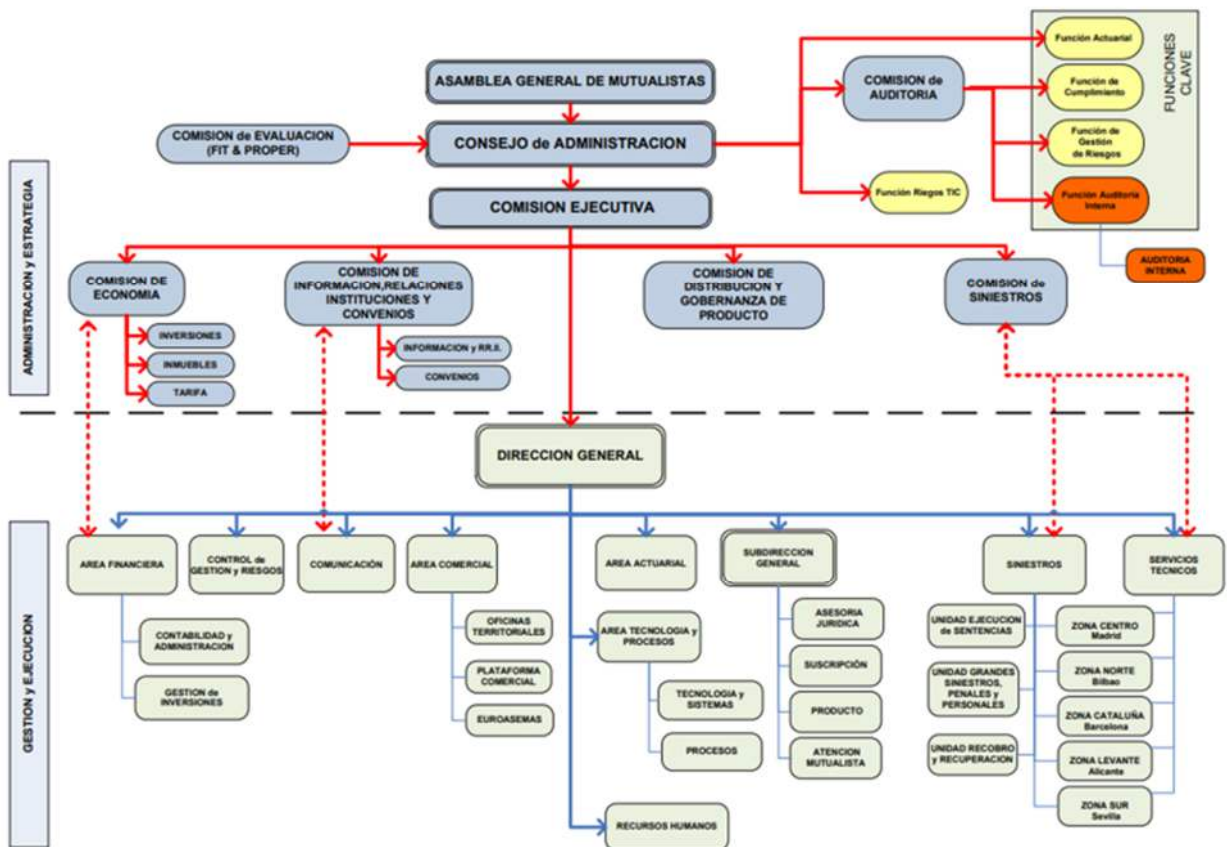 Función Actuarial
ASAMBLEA GENERAL DE MUTUALISTAS
COMISION de
AUDITORIA
Función de
Cumplimiento
FUNCIONES
CLAVE
COMISION de EVALUACION
(FIT & PROPER)
CONSEJO de ADMINISTRACION
Función de
Gestión
de Riesgos
COMISION EJECUTIVA
Función Riegos TIC
Función Auditoria
Interna
AUDITORIA
INTERNA
ADMINISTRACION y ESTRATEGIA
COMISION DE
ECONOMIA
COMISION DE
INFORMACION,RELACIONES
INSTITUCIONES Y
CONVENIOS
COMISION DE
DISTRIBUCION Y
GOBERNANZA DE
PRODUCTO
COMISION de
SINIESTROS
INVERSIONES
INMUEBLES
TARIFA
INFORMACION y RR.II.
CONVENIOS
DIRECCION GENERAL
GESTION y EJECUCION
AREA FINANCIERA
CONTROL de
GESTION y RIESGOS
COMUNICACIÓN
AREA COMERCIAL
AREA ACTUARIAL
SUBDIRECCION
GENERAL
SINIESTROS
SERVICIOS
TECNICOS
CONTABILIDAD y
ADMINISTRACION
GESTION de
INVERSIONES
OFICINAS
TERRITORIALES
PLATAFORMA
COMERCIAL
EUROASEMAS
AREA TECNOLOGIA y
PROCESOS
TECNOLOGIA y
SISTEMAS
PROCESOS
RECURSOS HUMANOS
ASESORIA
JURIDICA
SUSCRIPCIÓN
PRODUCTO
ATENCION
MUTUALISTA
UNIDAD EJECUCION
de SENTENCIAS
UNIDAD GRANDES
SINIESTROS,
PENALES y
PERSONALES
UNIDAD RECOBRO
y RECUPERACION
ZONA CENTRO
Madrid
ZONA NORTE
Bilbao
ZONA CATALUÑA
Barcelona
ZONA LEVANTE
Alicante
ZONA SUR
Sevilla